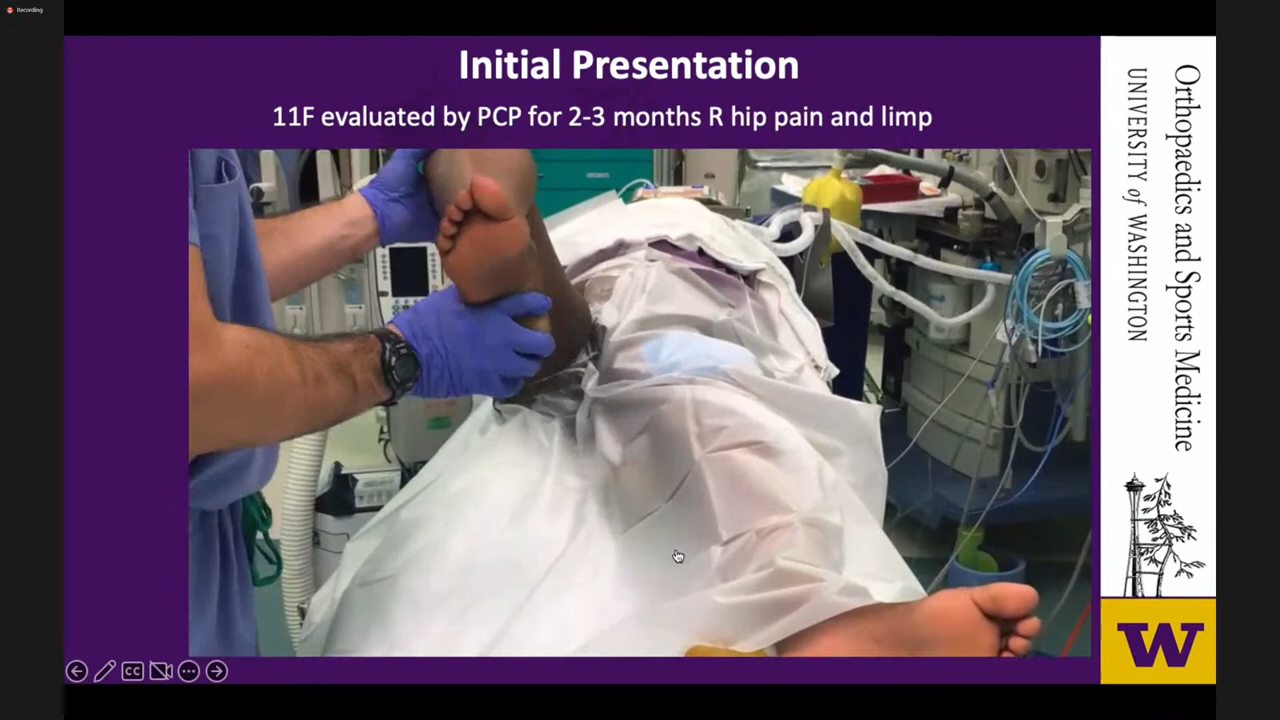 Recording
Initial Presentation
11F evaluated by PCP for 2-3 months R hip pain and limp
Orthopaedics and Sports Medicine
UNIVERSITY of WASHINGTON
W
CC